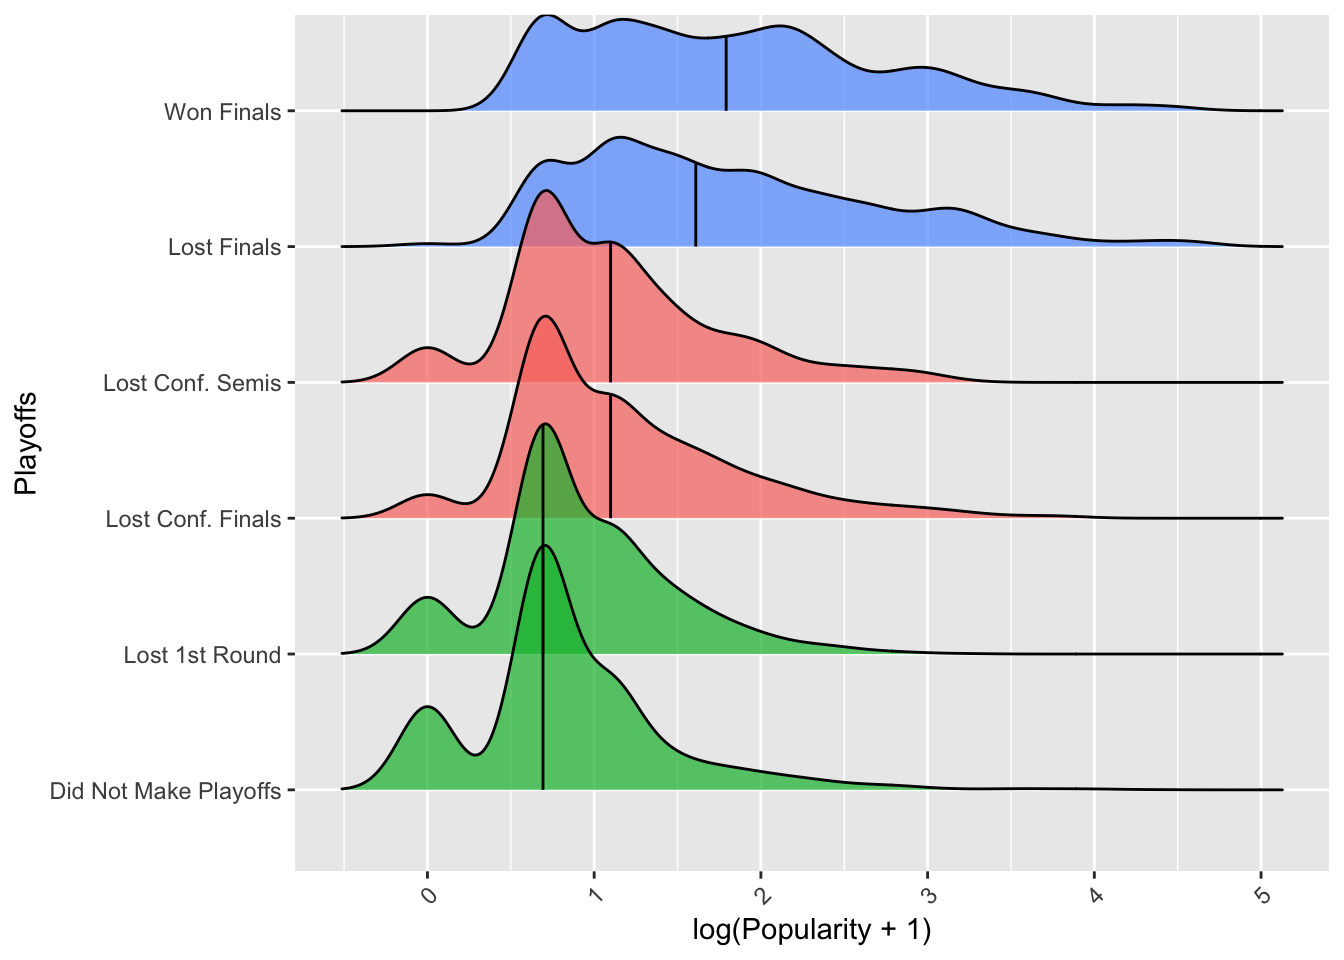 Won Finals
Lost Finals
Lost Conf. Semis
Lost Conf. Finals
Lost 1st Round
Did Not Make Playoffs
Playoffs
0 1 2 3 4 5
log(Popularity + 1)